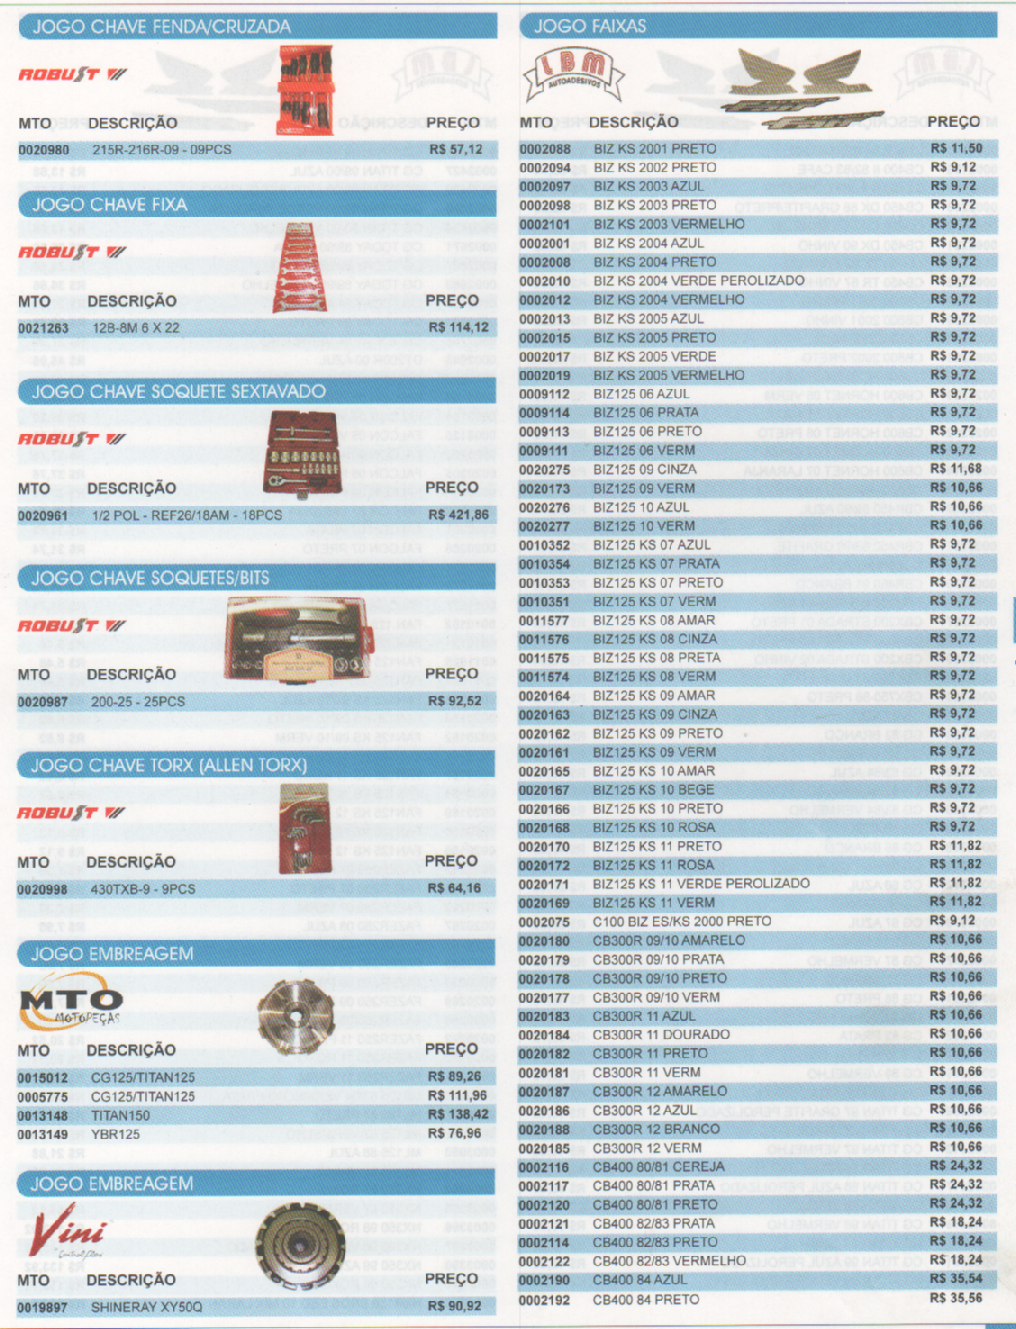 JOGO CHAVE FENDA/CRUZADA
ROBUST
MTO DESCRIÇÃO PREÇO
0020980 215R-216R-09 - 09PCS R$ 57,12
JOGO CHAVE FIXA
ROBUST
MTO DESCRIÇÃO PREÇO
0021263 12B-8M 6 X 22 R$ 114,12
JOGO CHAVE SOQUETE SEXTAVADO
ROBUST
MTO DESCRIÇÃO PREÇO
0020961 1/2 POL - REF26/18AM - 18PCS R$ 421,86
JOGO CHAVE SOQUETES/BITS
ROBUST
MTO DESCRIÇÃO PREÇO
0020987 200-25 - 25PCS R$ 92,52
JOGO CHAVE TORX (ALLEN TORX)
ROBUST
MTO DESCRIÇÃO PREÇO
0020998 430TXB-9 - 9PCS R$ 64,16
JOGO EMBREAGEM
MTO
MOTOPEÇAS
MTO DESCRIÇÃO PREÇO
0015012 CG125/TITAN125 R$ 89,26
0005775 CG125/TITAN125 R$ 111,96
0013148 TITAN150 R$ 138,42
0013149 YBR125 R$ 76,96
JOGO EMBREAGEM
Vini
MTO DESCRIÇÃO PREÇO
0019897 SHINERAY XY50Q R$ 90,92
JOGO FAIXAS
LBM
AUTOADESIVOS
MTO DESCRIÇÃO PREÇO
0002088 BIZ KS 2001 PRETO R$ 11,50
0002094 BIZ KS 2002 PRETO R$ 9,12
0002097 BIZ KS 2003 AZUL R$ 9,72
0002098 BIZ KS 2003 PRETO R$ 9,72
0002101 BIZ KS 2003 VERMELHO R$ 9,72
0002001 BIZ KS 2004 AZUL R$ 9,72
0002008 BIZ KS 2004 PRETO R$ 9,72
0002010 BIZ KS 2004 VERDE PEROLIZADO R$ 9,72
0002012 BIZ KS 2004 VERMELHO R$ 9,72
0002013 BIZ KS 2005 AZUL R$ 9,72
0002015 BIZ KS 2005 PRETO R$ 9,72
0002017 BIZ KS 2005 VERDE R$ 9,72
0002019 BIZ KS 2005 VERMELHO R$ 9,72
0009112 BIZ125 06 AZUL R$ 9,72
0009114 BIZ125 06 PRATA R$ 9,72
0009113 BIZ125 06 PRETO R$ 9,72
0009111 BIZ125 06 VERM R$ 9,72
0020275 BIZ125 09 CINZA R$ 11,68
0020173 BIZ125 09 VERM R$ 10,66
0020276 BIZ125 10 AZUL R$ 10,66
0020277 BIZ125 10 VERM R$ 10,66
0010352 BIZ125 KS 07 AZUL R$ 9,72
0010354 BIZ125 KS 07 PRATA R$ 9,72
0010353 BIZ125 KS 07 PRETO R$ 9,72
0010351 BIZ125 KS 07 VERM R$ 9,72
0011577 BIZ125 KS 08 AMAR R$ 9,72
0011576 BIZ125 KS 08 CINZA R$ 9,72
0011575 BIZ125 KS 08 PRETA R$ 9,72
0011574 BIZ125 KS 08 VERM R$ 9,72
0020164 BIZ125 KS 09 AMAR R$ 9,72
0020163 BIZ125 KS 09 CINZA R$ 9,72
0020162 BIZ125 KS 09 PRETO R$ 9,72
0020161 BIZ125 KS 09 VERM R$ 9,72
0020165 BIZ125 KS 10 AMAR R$ 9,72
0020167 BIZ125 KS 10 BEGE R$ 9,72
0020166 BIZ125 KS 10 PRETO R$ 9,72
0020168 BIZ125 KS 10 ROSA R$ 9,72
0020170 BIZ125 KS 11 PRETO R$ 11,82
0020172 BIZ125 KS 11 ROSA R$ 11,82
0020171 BIZ125 KS 11 VERDE PEROLIZADO R$ 11,82
0020169 BIZ125 KS 11 VERM R$ 11,82
0002075 C100 BIZ ES/KS 2000 PRETO R$ 9,12
0020180 CB300R 09/10 AMARELO R$ 10,66
0020179 CB300R 09/10 PRATA R$ 10,66
0020178 CB300R 09/10 PRETO R$ 10,66
0020177 CB300R 09/10 VERM R$ 10,66
0020183 CB300R 11 AZUL R$ 10,66
0020184 CB300R 11 DOURADO R$ 10,66
0020182 CB300R 11 PRETO R$ 10,66
0020181 CB300R 11 VERM R$ 10,66
0020187 CB300R 12 AMARELO R$ 10,66
0020186 CB300R 12 AZUL R$ 10,66
0020188 CB300R 12 BRANCO R$ 10,66
0020185 CB300R 12 VERM R$ 10,66
0002116 CB400 80/81 CEREJA R$ 24,32
0002117 CB400 80/81 PRATA R$ 24,32
0002120 CB400 80/81 PRETO R$ 24,32
0002121 CB400 82/83 PRATA R$ 18,24
0002114 CB400 82/83 PRETO R$ 18,24
0002122 CB400 82/83 VERMELHO R$ 18,24
0002190 CB400 84 AZUL R$ 35,54
0002192 CB400 84 PRETO R$ 35,56